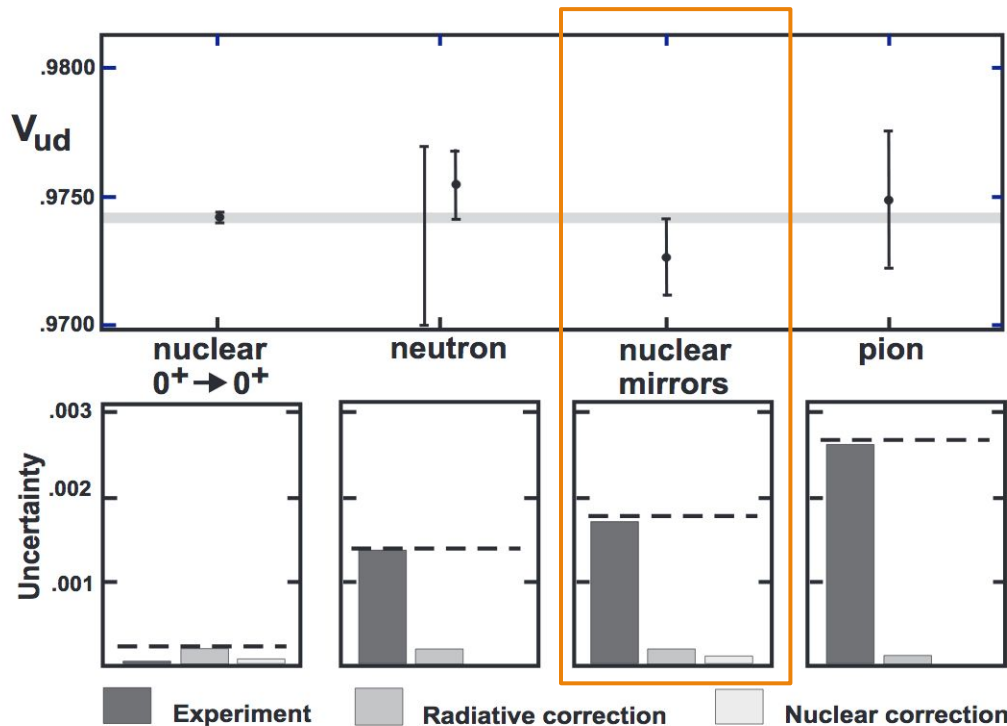 .9800
V_ud
.9750
.9700
nuclear 0⁺→0⁺
neutron
nuclear mirrors
pion
.003
.002
.001
Uncertainty
Experiment
Radiative correction
Nuclear correction